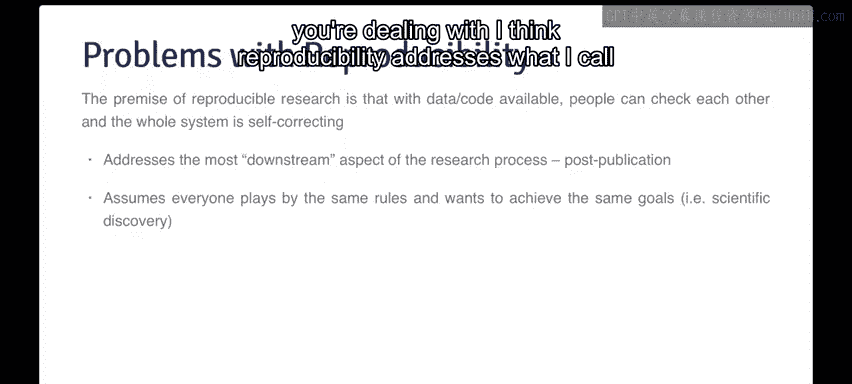 you're dealing with I think
reproducibility addresses what I call
Problems with Reproducibility
The premise of reproducible research is that with data/code available, people can check each other
and the whole system is self-correcting
· Addresses the most “downstream” aspect of the research process – post-publication
· Assumes everyone plays by the same rules and wants to achieve the same goals (i.e. scientific
discovery)